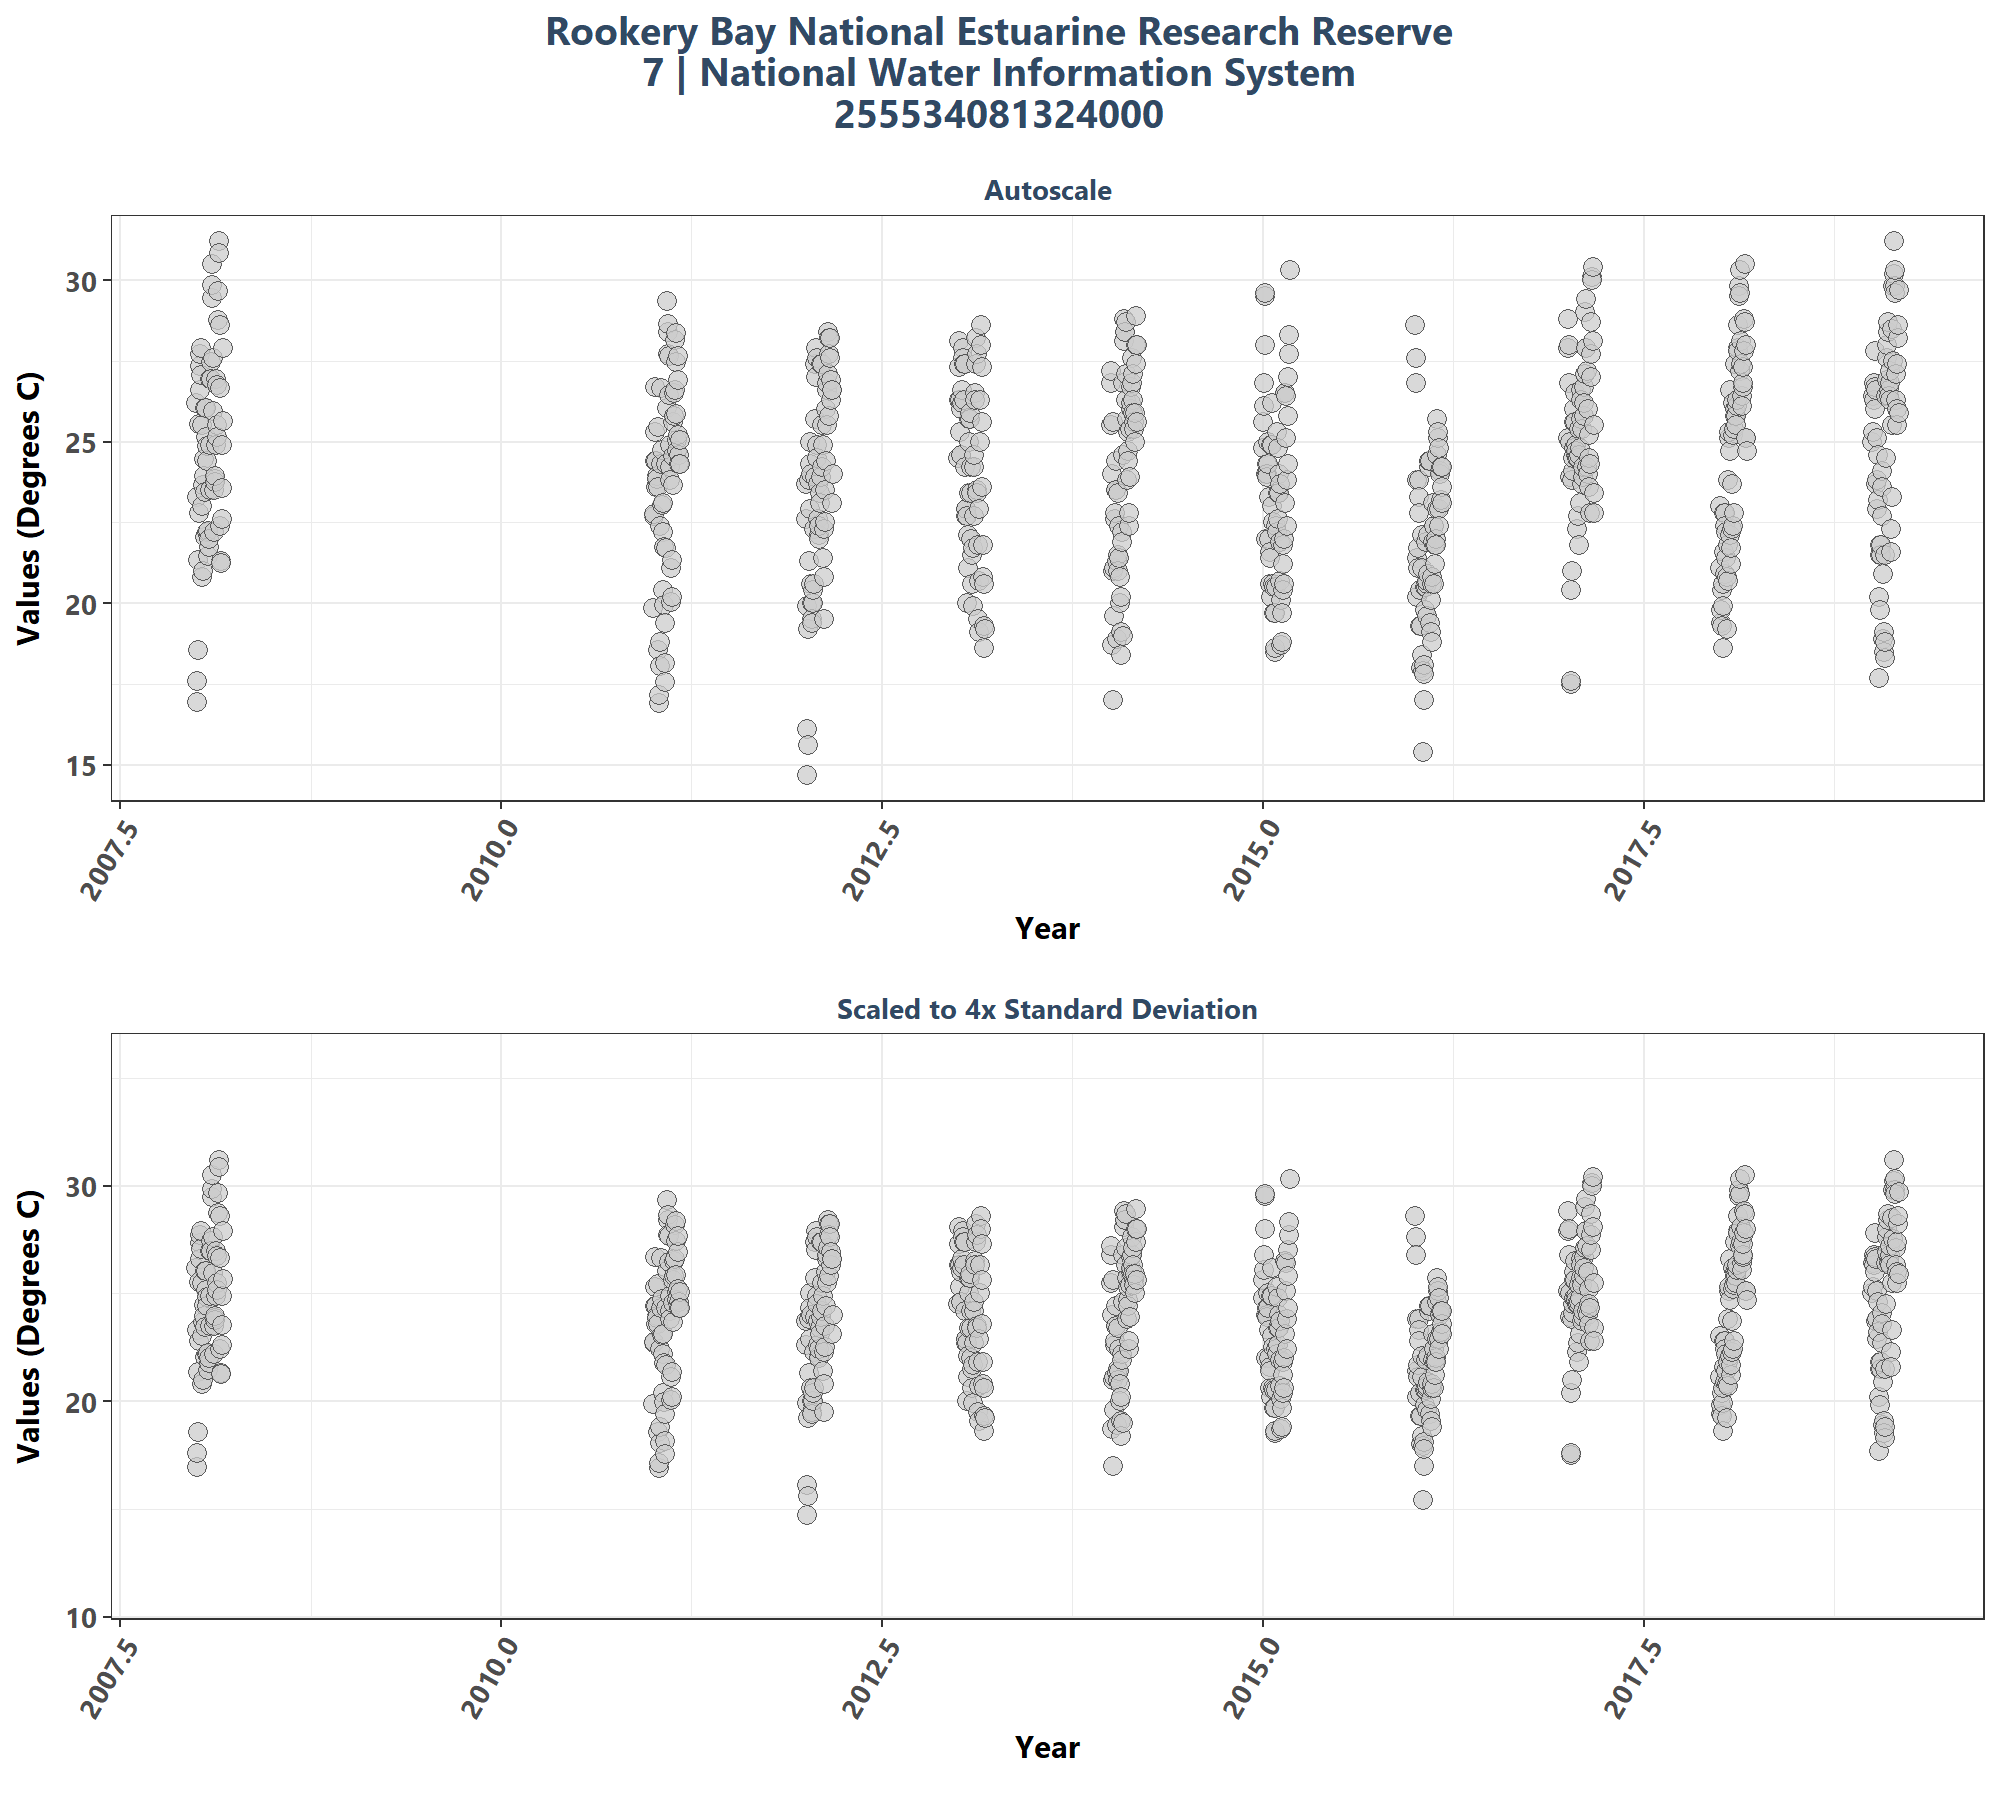 Rookery Bay National Estuarine Research Reserve
7 | National Water Information System
255534081324000
Autoscale
Values (Degrees C)
30
25
20
15
2007.5
2010.0
2012.5
2015.0
2017.5
Year
Scaled to 4x Standard Deviation
Values (Degrees C)
30
20
10
2007.5
2010.0
2012.5
2015.0
2017.5
Year